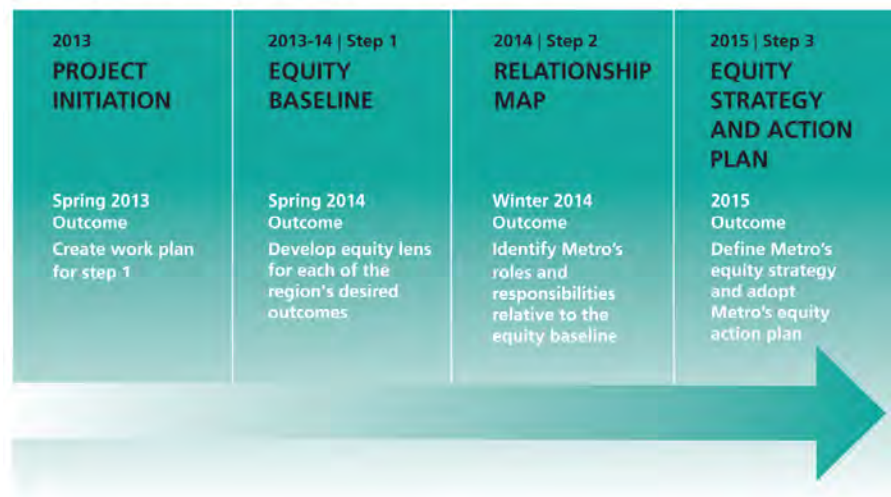 2013
PROJECT
INITIATION
Spring 2013
Outcome
Create work plan
for step 1
2013-14 | Step 1
EQUITY
BASELINE
Spring 2014
Outcome
Develop equity lens
for each of the
region's desired
outcomes
2014 | Step 2
RELATIONSHIP
MAP
Winter 2014
Outcome
Identify Metro's
roles and
responsibilities
relative to the
equity baseline
2015 | Step 3
EQUITY
STRATEGY
AND ACTION
PLAN
2015
Outcome
Define Metro's
equity strategy
and adopt
Metro's equity
action plan